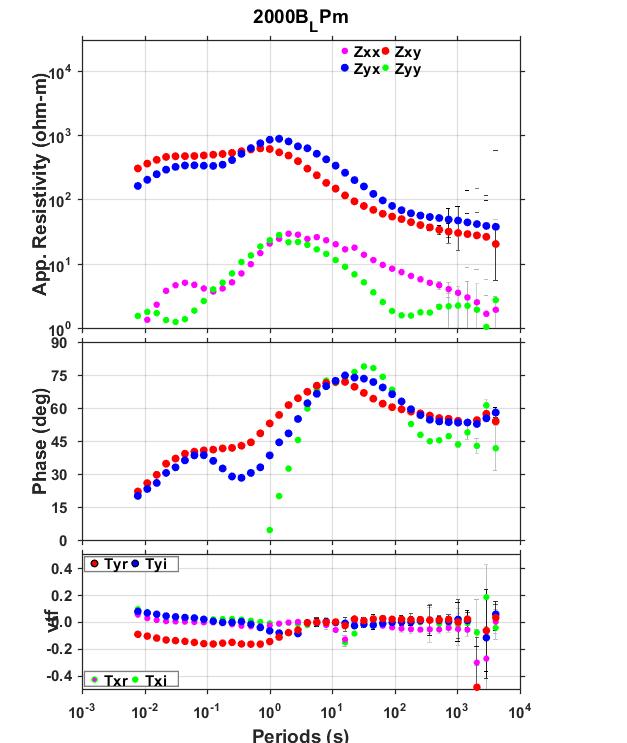 2000B_LPm
Zxx Zxy
Zyx Zyy
App. Resistivity (ohm-m)
10^4
10^3
10^2
10^1
10^0
Phase (deg)
90
75
60
45
30
15
0
Tyr Tyi
vtf
0.4
0.2
0.0
-0.2
-0.4
Txr Txi
10^-3 10^-2 10^-1 10^0 10^1 10^2 10^3 10^4
Periods (s)